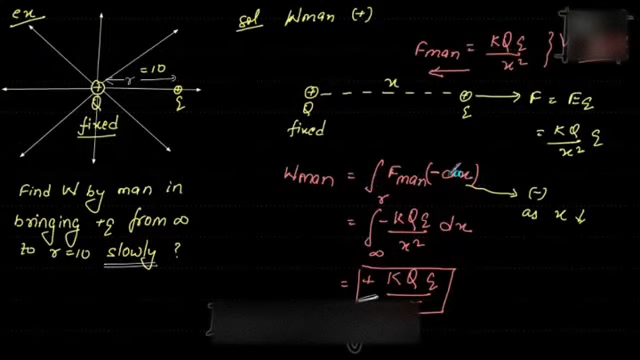 ex
r = 10
+
Q
q
fixed
Find W by man in
bringing +q from ∞
to r=10 slowly ?
sol Wman (+)
Fman = KQq / x² }
x
+ +
Q q
fixed
F = Eq
= KQ/x² q
Wman = ∫ Fman (-dx)
r
(-)
as x ↓
= ∫ -KQq/x² dx
∞
= + KQq